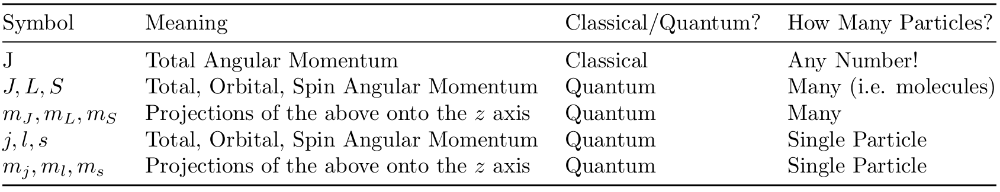 Symbol Meaning Classical/Quantum? How Many Particles?
J Total Angular Momentum Classical Any Number!
J, L, S Total, Orbital, Spin Angular Momentum Quantum Many (i.e. molecules)
m_J, m_L, m_S Projections of the above onto the z axis Quantum Many
j, l, s Total, Orbital, Spin Angular Momentum Quantum Single Particle
m_j, m_l, m_s Projections of the above onto the z axis Quantum Single Particle